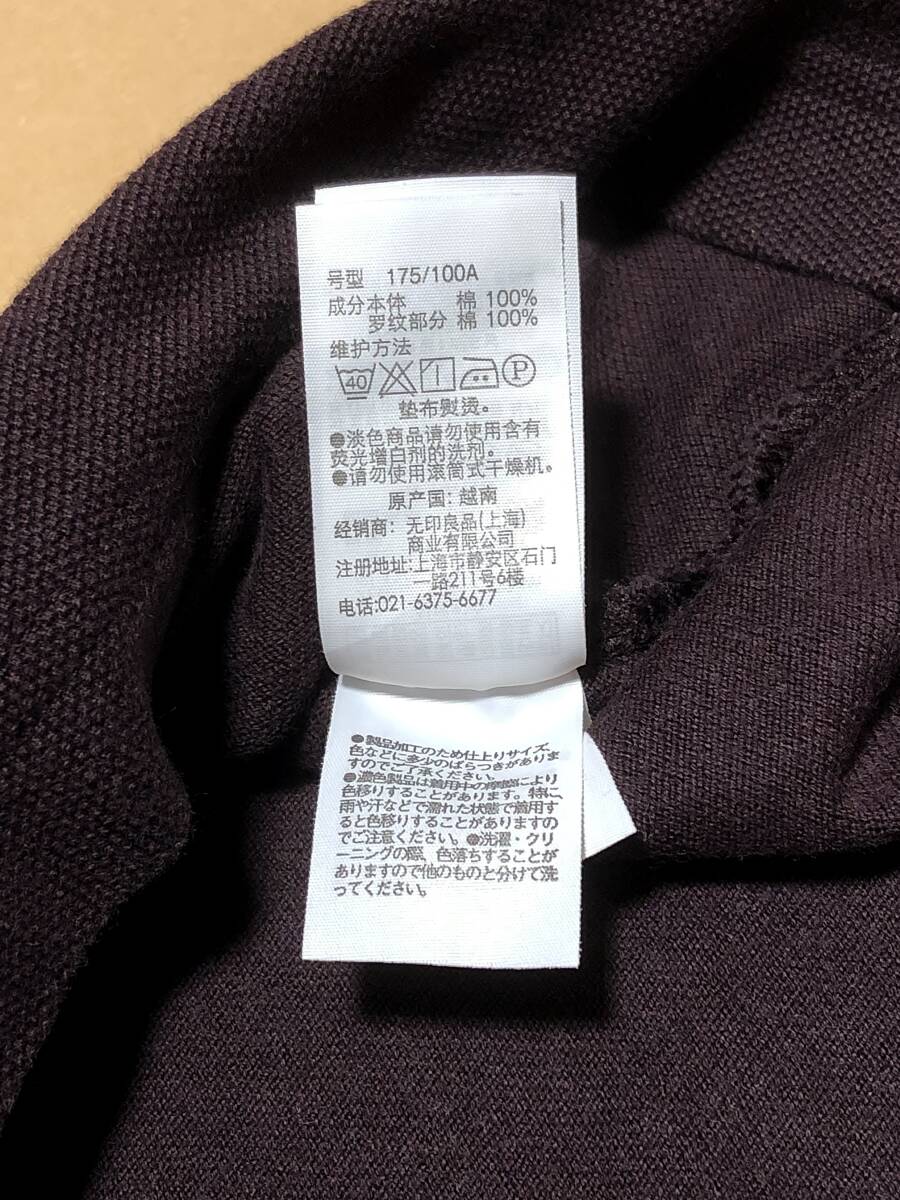 号型 175/100A
成分本体 棉 100%
罗纹部分 棉 100%
维护方法
40 P
垫布熨烫。
●淡色商品请勿使用含有
荧光增白剂的洗剂。
●请勿使用滚筒式干燥机。
原产国: 越南
经销商: 无印良品(上海)
商业有限公司
注册地址:上海市静安区石门
一路211号6楼
电话:021-6375-6677
●製品加工のため仕上りサイズ、
色などに多少のばらつきがありま
すのでご了承ください。
●濃色製品は着用中の摩擦により
色移りすることがあります。特に、
雨や汗などで濡れた状態で着用す
ると色移りすることがありますの
でご注意ください。●洗濯・クリ
ーニングの際、色落ちすることが
ありますので他のものと分けて洗
ってください。